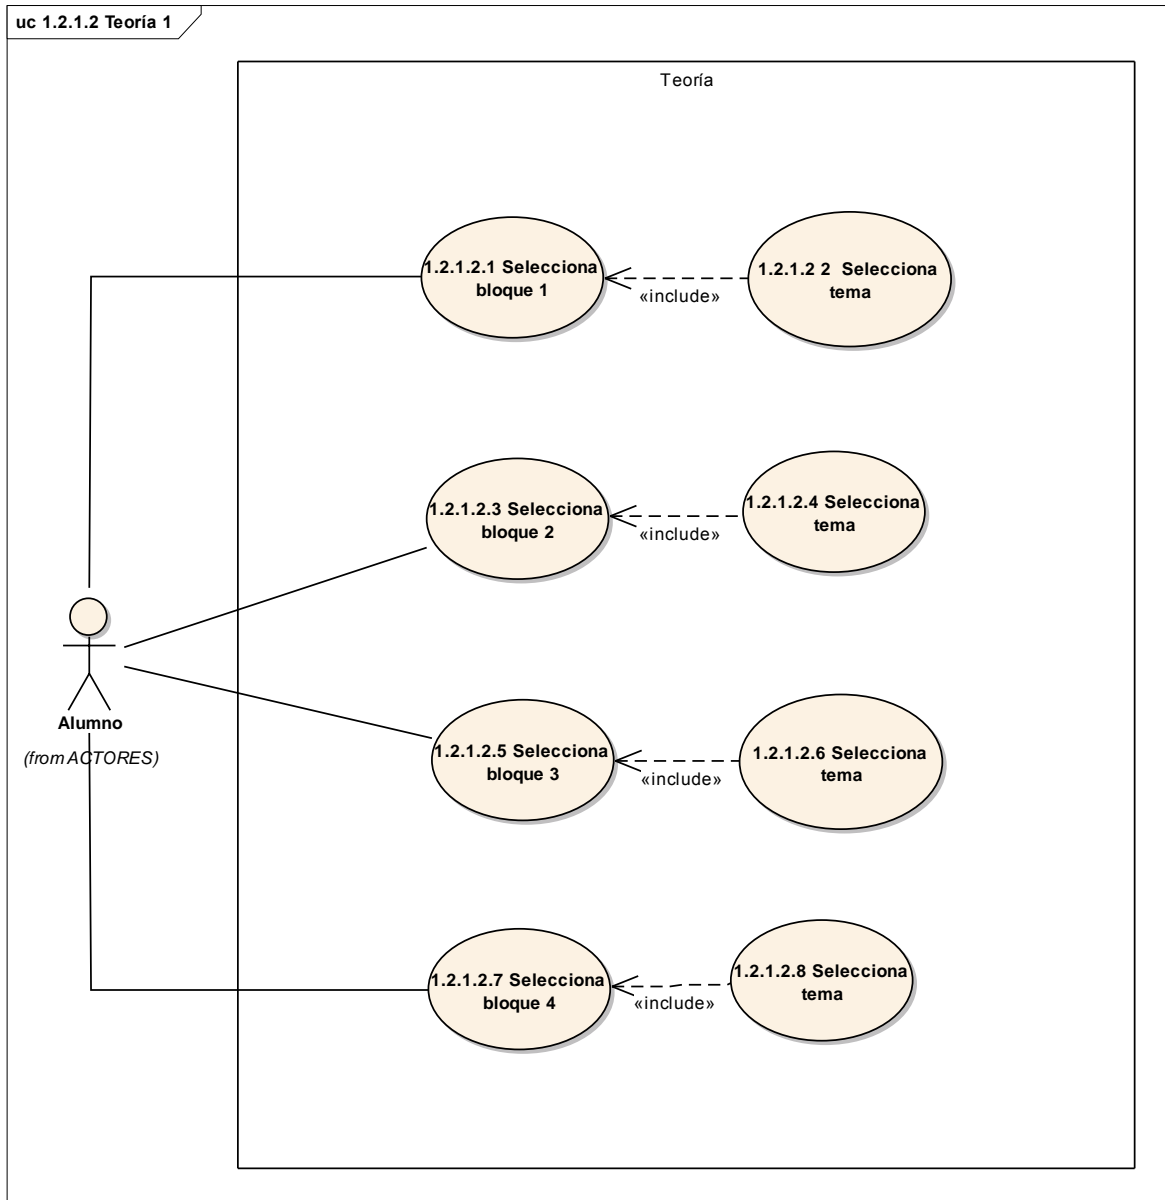 uc 1.2.1.2 Teoría 1
Teoría
1.2.1.2.1 Selecciona
bloque 1
«include»
1.2.1.2 2  Selecciona
tema
1.2.1.2.3 Selecciona
bloque 2
«include»
1.2.1.2.4 Selecciona
tema
Alumno
(from ACTORES)
1.2.1.2.5 Selecciona
bloque 3
«include»
1.2.1.2.6 Selecciona
tema
1.2.1.2.7 Selecciona
bloque 4
«include»
1.2.1.2.8 Selecciona
tema